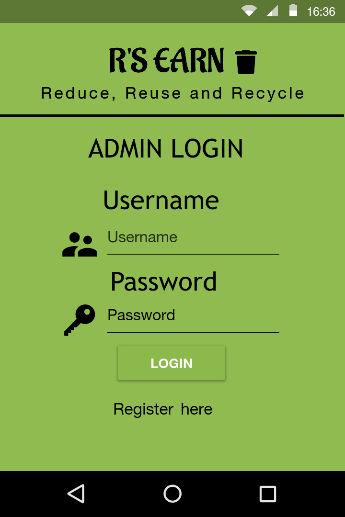 16:36
R'S EARN
Reduce, Reuse and Recycle
ADMIN LOGIN
Username
Username
Password
Password
LOGIN
Register here